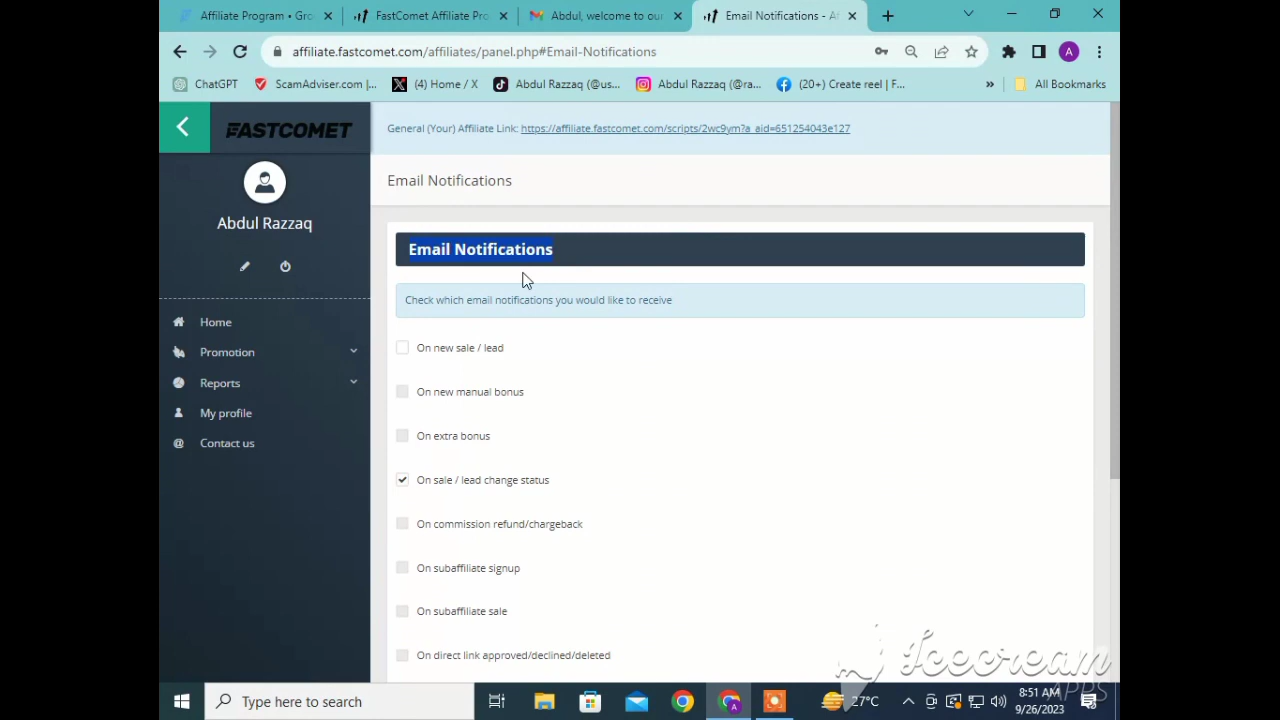 Affiliate Program • Gro
FastComet Affiliate Pro
Abdul, welcome to our
Email Notifications - A
affiliate.fastcomet.com/affiliates/panel.php#Email-Notifications
A
ChatGPT
ScamAdviser.com |...
(4) Home / X
Abdul Razzaq (@us...
Abdul Razzaq (@ra...
(20+) Create reel | F...
»
All Bookmarks
FASTCOMET
General (Your) Affiliate Link: https://affiliate.fastcomet.com/scripts/2wc9ym?a_aid=651254043e127
Email Notifications
Abdul Razzaq
Home
Promotion
Reports
My profile
Contact us
Email Notifications
Check which email notifications you would like to receive
On new sale / lead
On new manual bonus
On extra bonus
On sale / lead change status
On commission refund/chargeback
On subaffiliate signup
On subaffiliate sale
On direct link approved/declined/deleted
Icecream
APPS
Type here to search
27°C
8:51 AM
9/26/2023